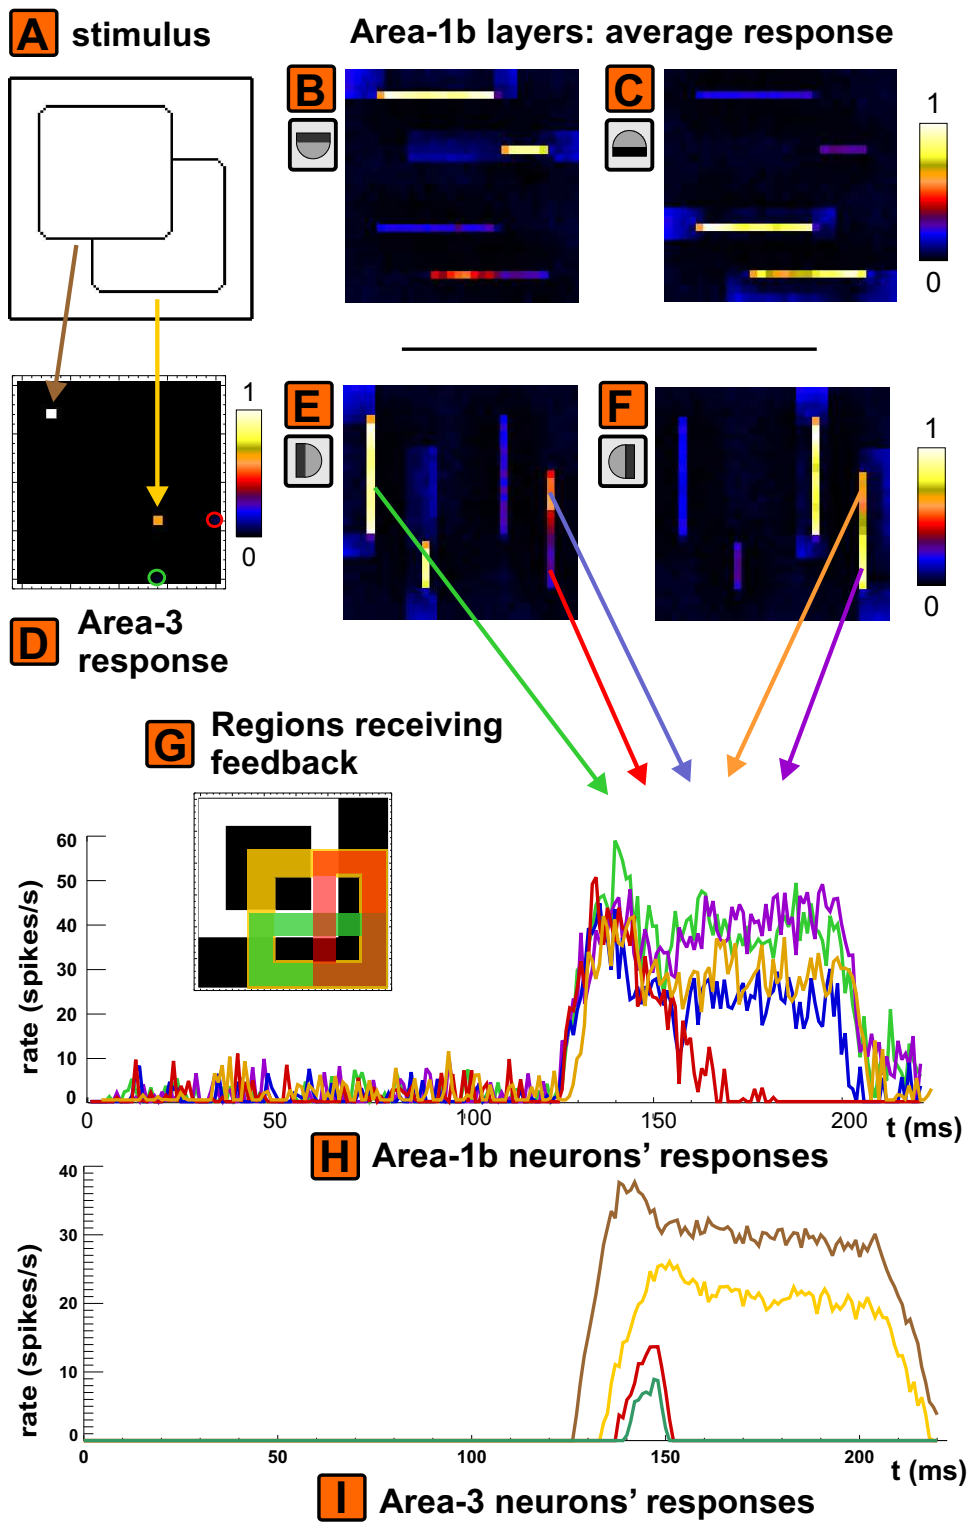 A stimulus
Area-1b layers: average response
B
C
1
0
E
F
1
0
1
0
D Area-3
response
G Regions receiving
feedback
rate (spikes/s)
60
50
40
30
20
10
0
0 50 100 150 200 t (ms)
H Area-1b neurons’ responses
rate (spikes/s)
40
30
20
10
0
0 50 100 150 200 t (ms)
I Area-3 neurons’ responses